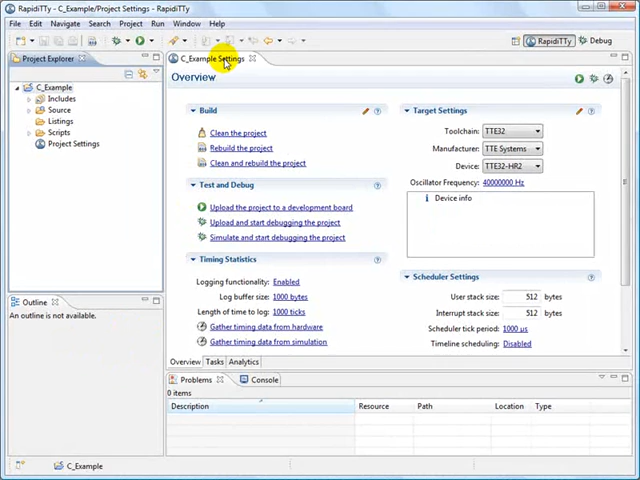 RapidiTTy - C_Example/Project Settings - RapidiTTy
File Edit Navigate Search Project Run Window Help
RapidiTTy Debug
Project Explorer
C_Example
Includes
Source
Listings
Scripts
Project Settings
Outline
An outline is not available.
C_Example Settings
Overview
Build
Clean the project
Rebuild the project
Clean and rebuild the project
Test and Debug
Upload the project to a development board
Upload and start debugging the project
Simulate and start debugging the project
Timing Statistics
Logging functionality: Enabled
Log buffer size: 1000 bytes
Length of time to log: 1000 ticks
Gather timing data from hardware
Gather timing data from simulation
Target Settings
Toolchain: TTE32
Manufacturer: TTE Systems
Device: TTE32-HR2
Oscillator Frequency: 40000000 Hz
Device info
Scheduler Settings
User stack size: 512 bytes
Interrupt stack size: 512 bytes
Scheduler tick period: 1000 µs
Timeline scheduling: Disabled
Overview Tasks Analytics
Problems Console
0 items
Description Resource Path Location Type
C_Example